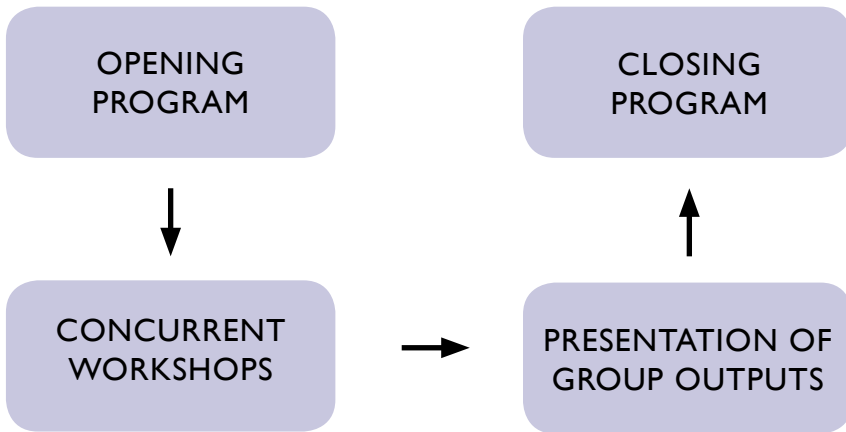 OPENING
PROGRAM
CONCURRENT
WORKSHOPS
PRESENTATION OF
GROUP OUTPUTS
CLOSING
PROGRAM